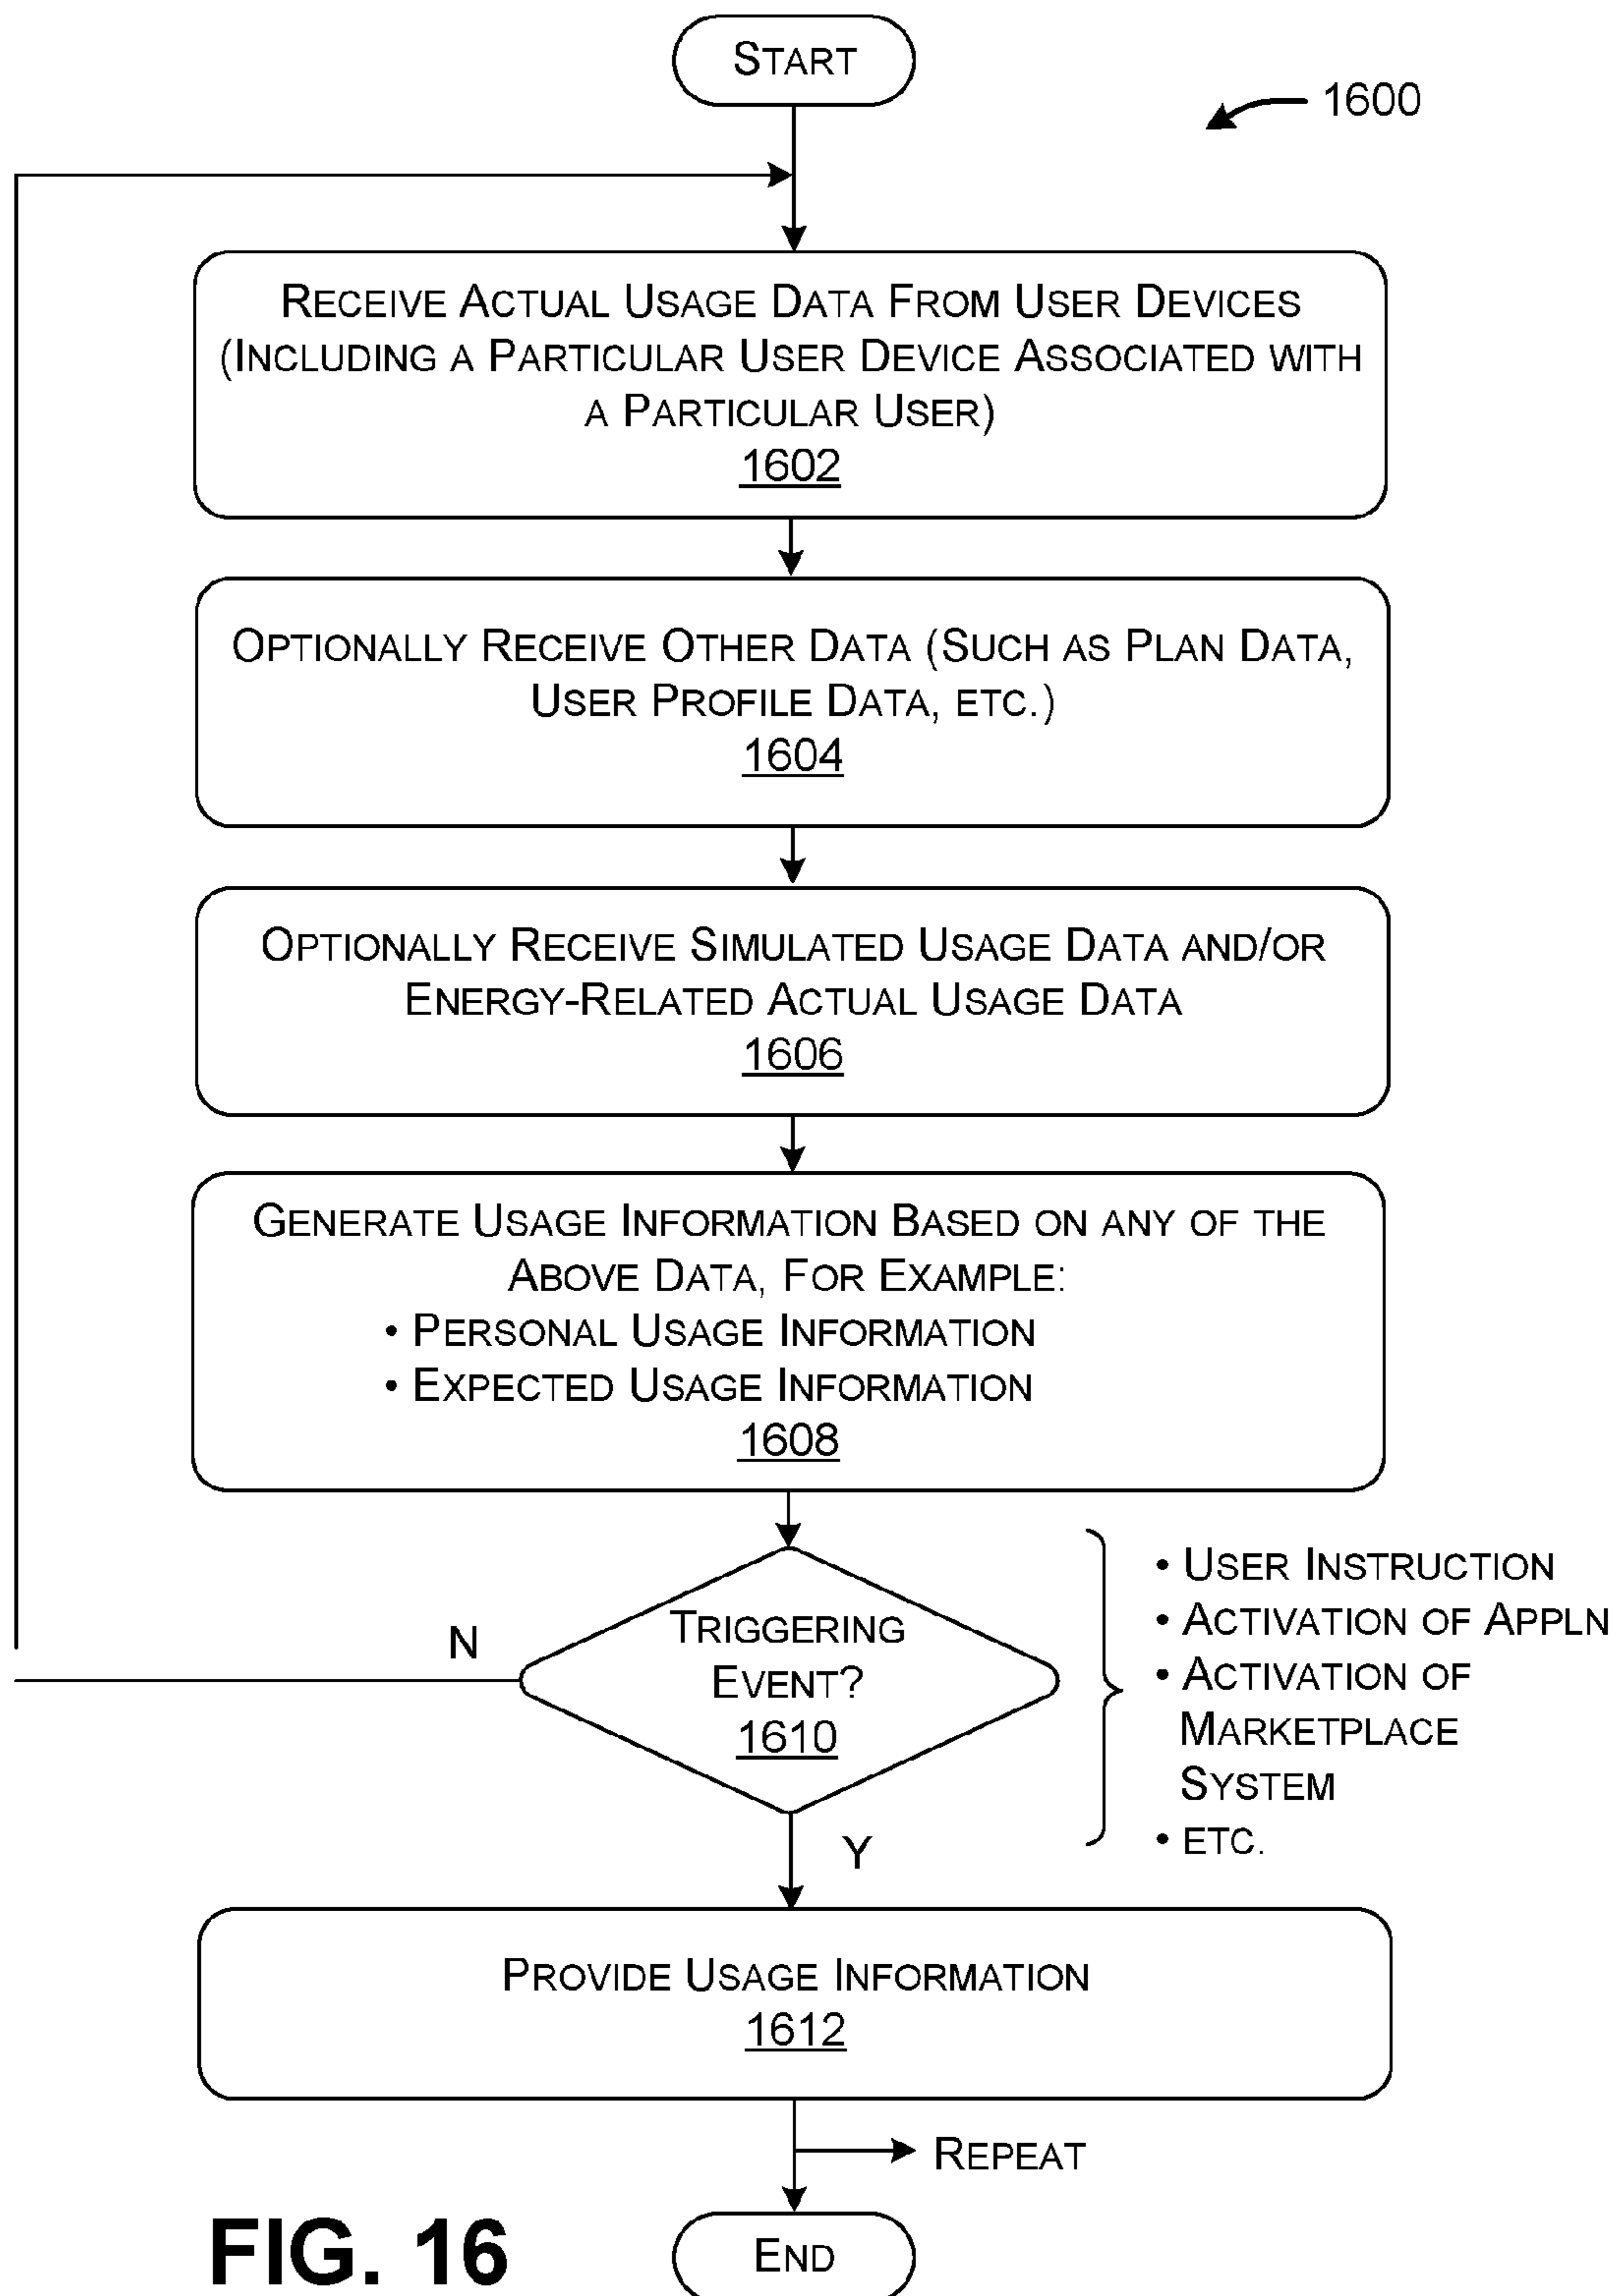 START
1600
RECEIVE ACTUAL USAGE DATA FROM USER DEVICES
(INCLUDING A PARTICULAR USER DEVICE ASSOCIATED WITH
A PARTICULAR USER)
1602
OPTIONALLY RECEIVE OTHER DATA (SUCH AS PLAN DATA,
USER PROFILE DATA, ETC.)
1604
OPTIONALLY RECEIVE SIMULATED USAGE DATA AND/OR
ENERGY-RELATED ACTUAL USAGE DATA
1606
GENERATE USAGE INFORMATION BASED ON ANY OF THE
ABOVE DATA, FOR EXAMPLE:
• PERSONAL USAGE INFORMATION
• EXPECTED USAGE INFORMATION
1608
N
TRIGGERING
EVENT?
1610
• USER INSTRUCTION
• ACTIVATION OF APPLN
• ACTIVATION OF
MARKETPLACE
SYSTEM
• ETC.
Y
PROVIDE USAGE INFORMATION
1612
REPEAT
END
FIG. 16